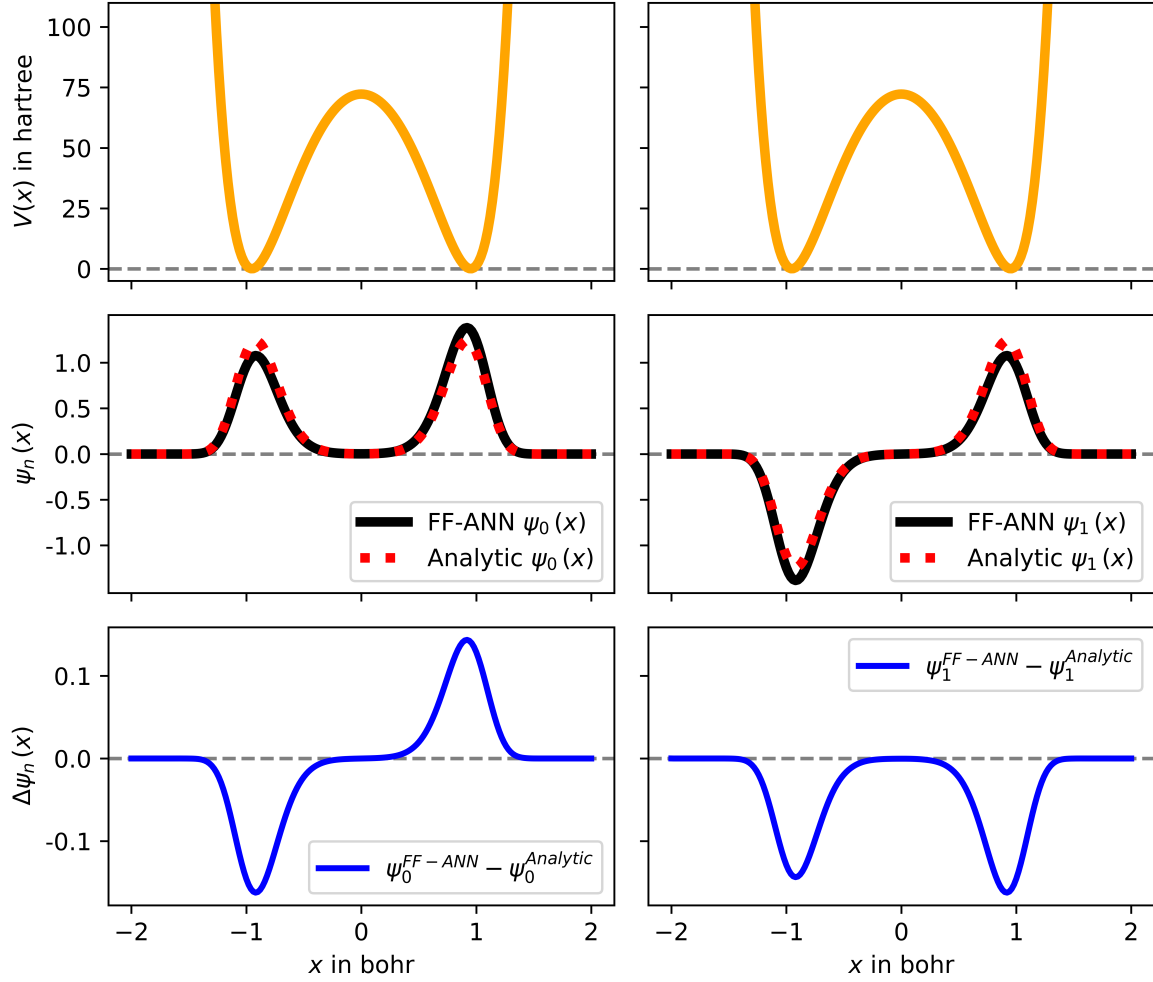 100
75
50
25
0
V(x) in hartree
1.0
0.5
0.0
-0.5
-1.0
ψn(x)
FF-ANN ψ0(x)
Analytic ψ0(x)
FF-ANN ψ1(x)
Analytic ψ1(x)
0.1
0.0
-0.1
Δψn(x)
ψ0^FF−ANN − ψ0^Analytic
ψ1^FF−ANN − ψ1^Analytic
−2 −1 0 1 2
−2 −1 0 1 2
x in bohr
x in bohr